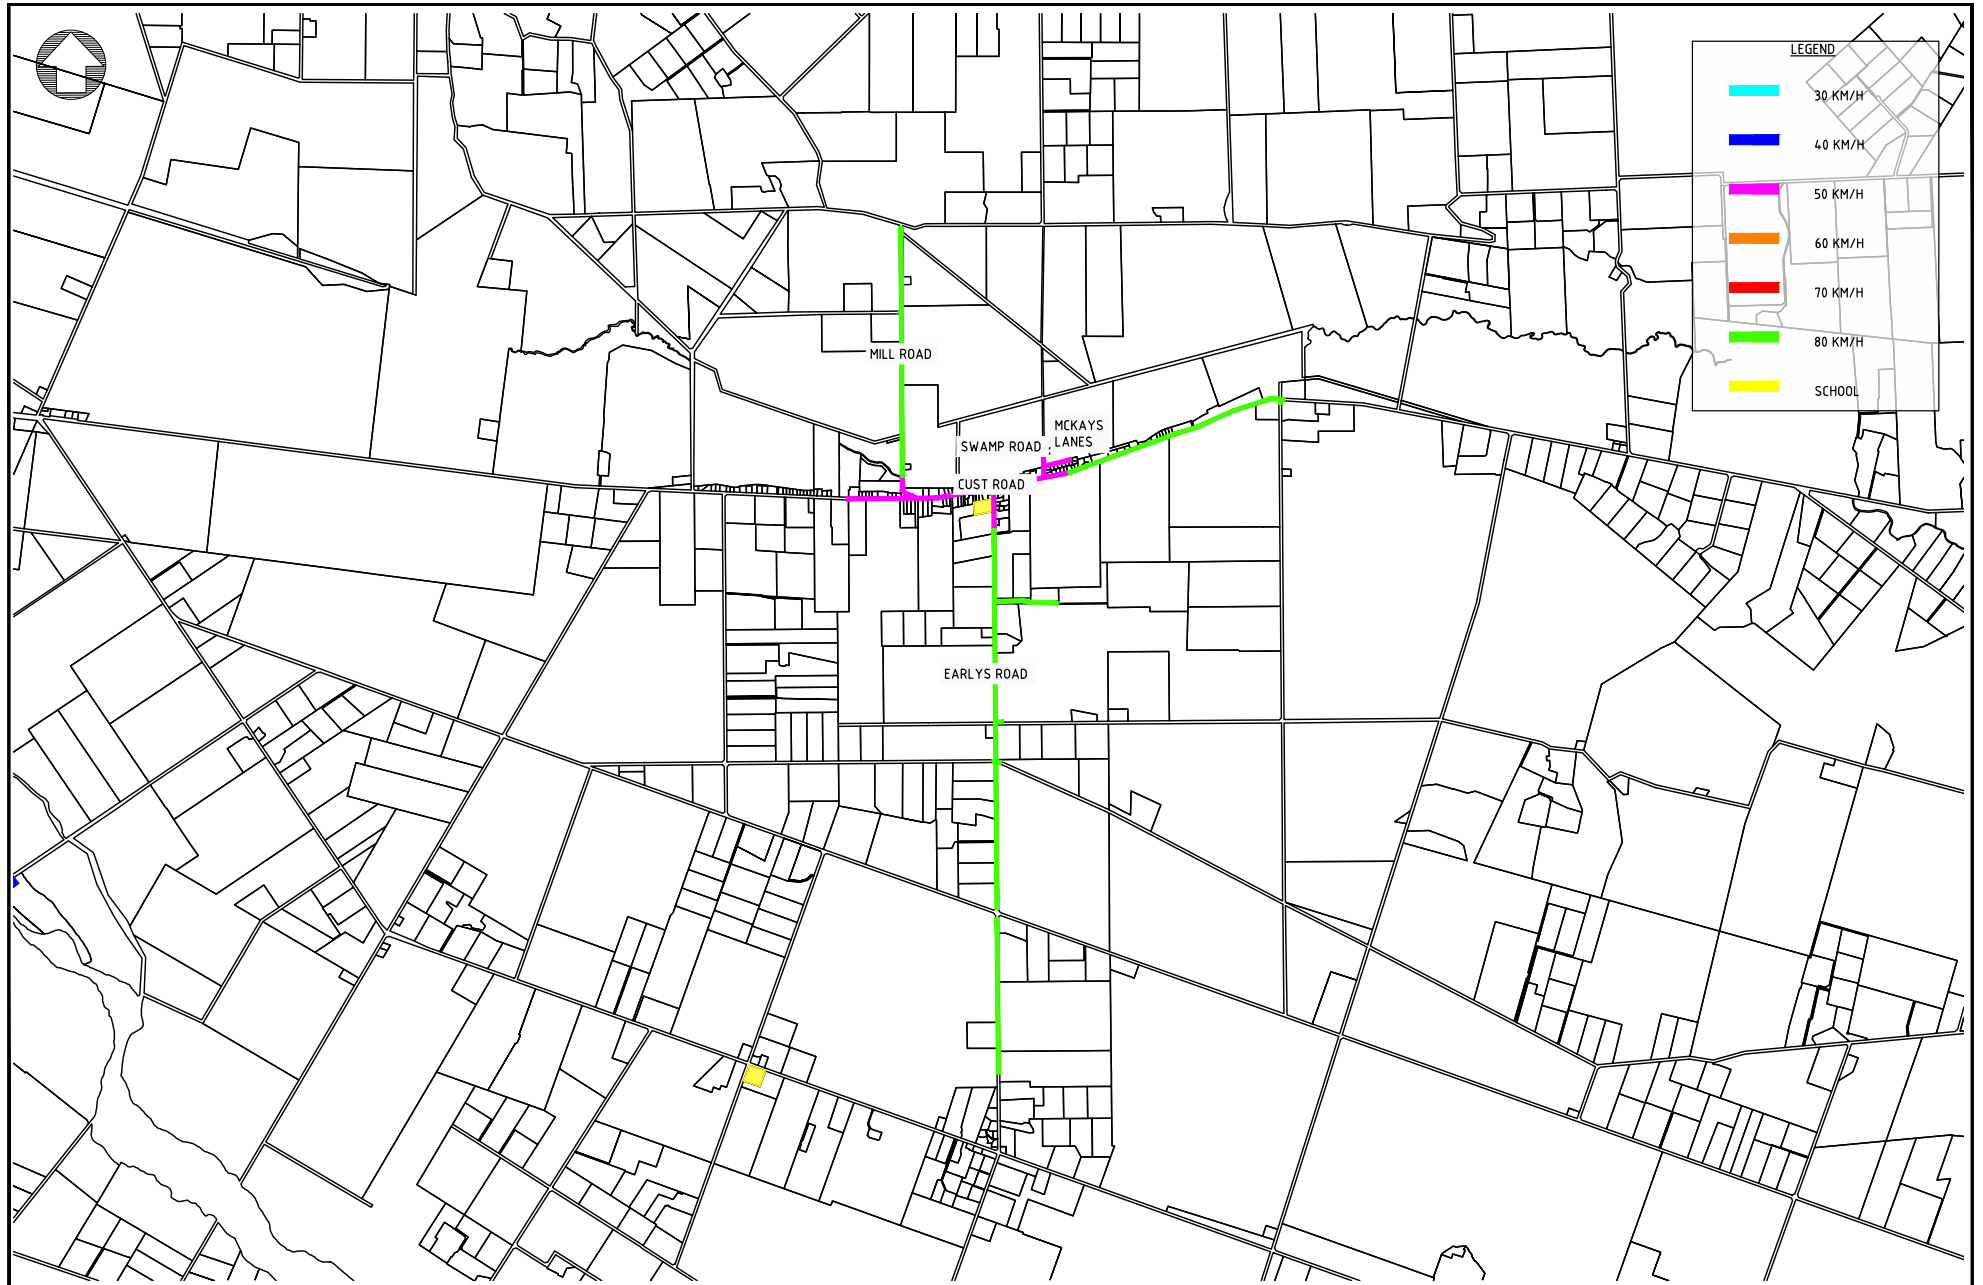 LEGEND
30 KM/H
40 KM/H
50 KM/H
60 KM/H
70 KM/H
80 KM/H
SCHOOL
MILL ROAD
MCKAYS
LANES
SWAMP ROAD
CUST ROAD
EARLYS ROAD